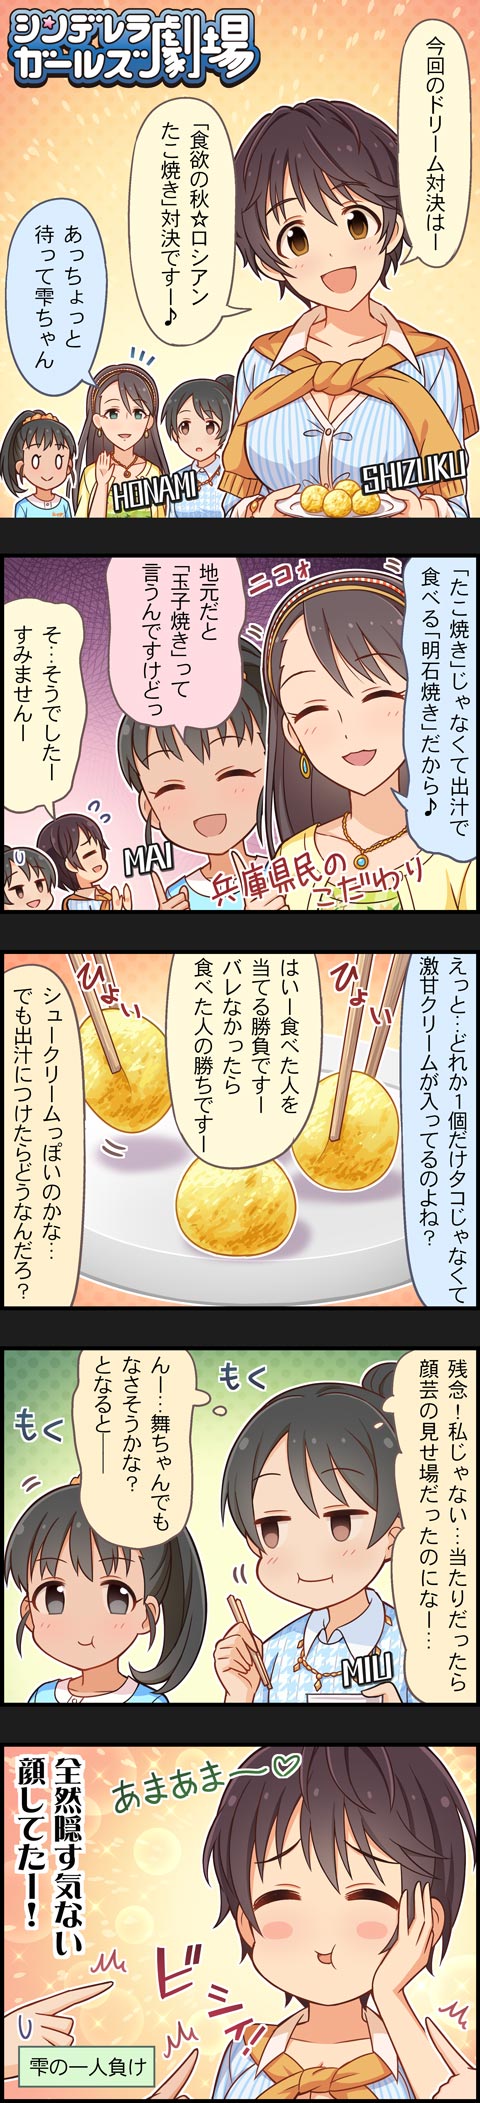 シンデレラ
ガールズ劇場
今回のドリーム対決はー
「食欲の秋☆ロシアン
たこ焼き」対決ですー♪
あっちょっと
待って雫ちゃん
HONAMI
SHIZUKU
「たこ焼き」じゃなくて出汁で
食べる「明石焼き」だから♪
ニコォ
地元だと
「玉子焼き」って
言うんですけどっ
そ…そうでしたー
すみませんー
MAI
兵庫県民の
こだわり
えっと…どれか1個だけタコじゃなくて
激甘クリームが入ってるのよね?
ひょい
はいー食べた人を
当てる勝負ですー
バレなかったら
食べた人の勝ちですー
ひょい
シュークリームっぽいのかな…
でも出汁につけたらどうなんだろ?
残念!私じゃない…当たりだったら
顔芸の見せ場だったのになー…
もく
んー…舞ちゃんでも
なさそうかな?
となると──
もく
MIU
あまあまー♡
全然隠す気ない
顔してたー!
ビシィ!
雫の一人負け